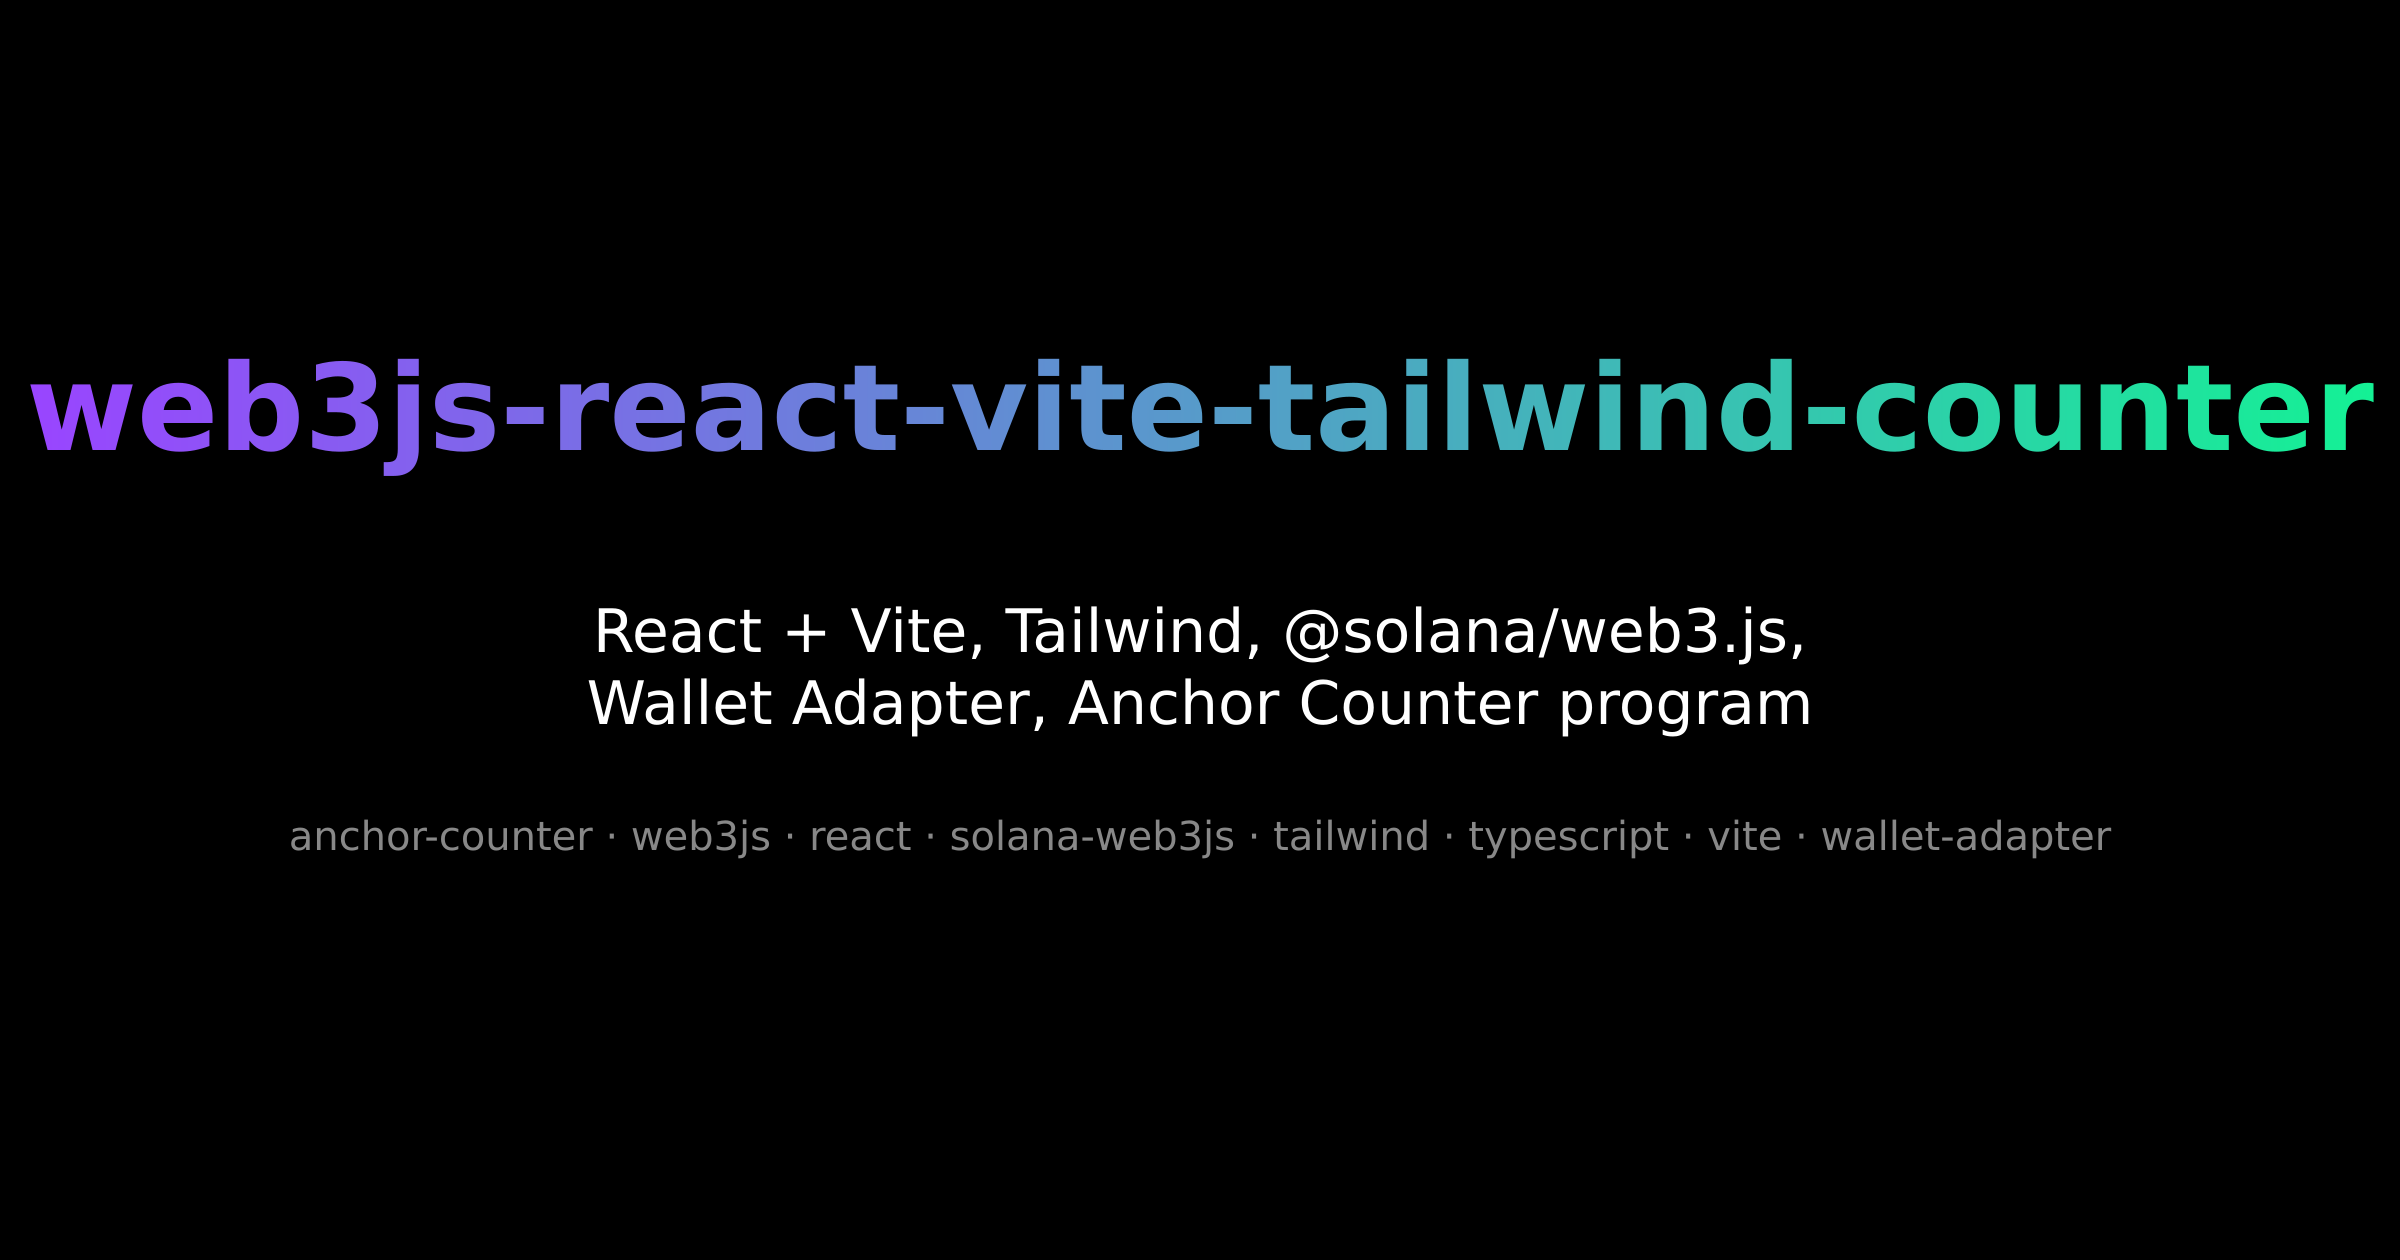 web3js-react-vite-tailwind-counter
React + Vite, Tailwind, @solana/web3.js,
Wallet Adapter, Anchor Counter program
anchor-counter · web3js · react · solana-web3js · tailwind · typescript · vite · wallet-adapter